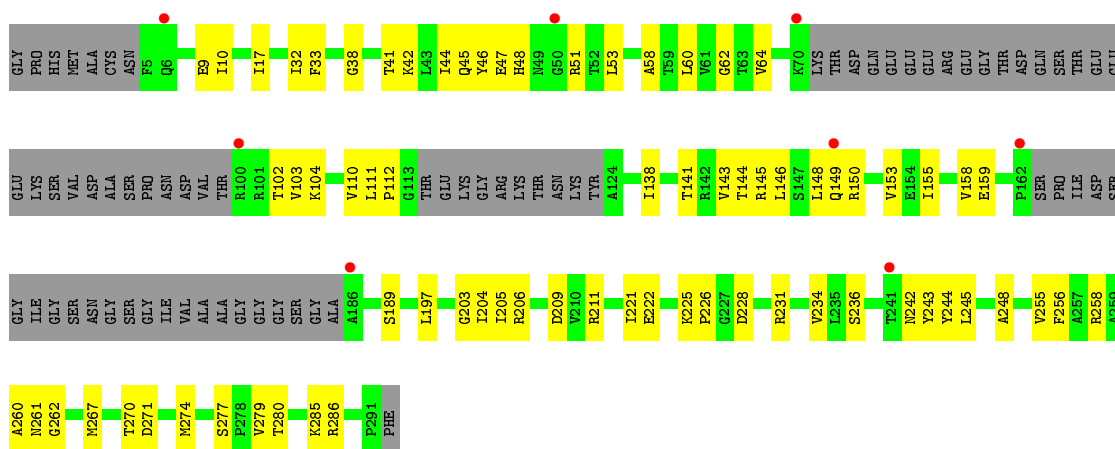 GLY PRO HIS MET ALA CYS ASN F5 Q6 E9 I10 I17 I32 F33 G38 T41 K42 L43 I44 Q45 Y46 E47 H48 N49 G50 R51 T52 L53 A58 T59 L60 V61 G62 T63 V64 K70 LYS THR ASP GLN GLU GLU GLU ARG GLU GLY THR ASP GLN SER THR GLU GLU
GLU LYS SER VAL ASP ALA SER PRO ASN ASP VAL THR R100 R101 T102 V103 K104 V110 L111 P112 G113 THR GLU LYS GLY ARG LYS THR ASN LYS TYR A124 I138 T141 R142 V143 T144 R145 L146 S147 L148 Q149 R150 V153 E154 I155 V158 E159 P162 SER PRO ILE ASP SER
GLY ILE GLY SER ASN GLY SER GLY ILE VAL ALA ALA GLY GLY GLY SER GLY ALA A186 S189 L197 G203 I204 I205 R206 D209 V210 R211 I221 E222 K225 P226 G227 D228 R231 V234 L235 S236 T241 N242 Y243 Y244 L245 A248 V255 F256 A257 R258 A259
A260 N261 G262 M267 T270 D271 M274 S277 P278 V279 T280 K285 R286 P291 PHE